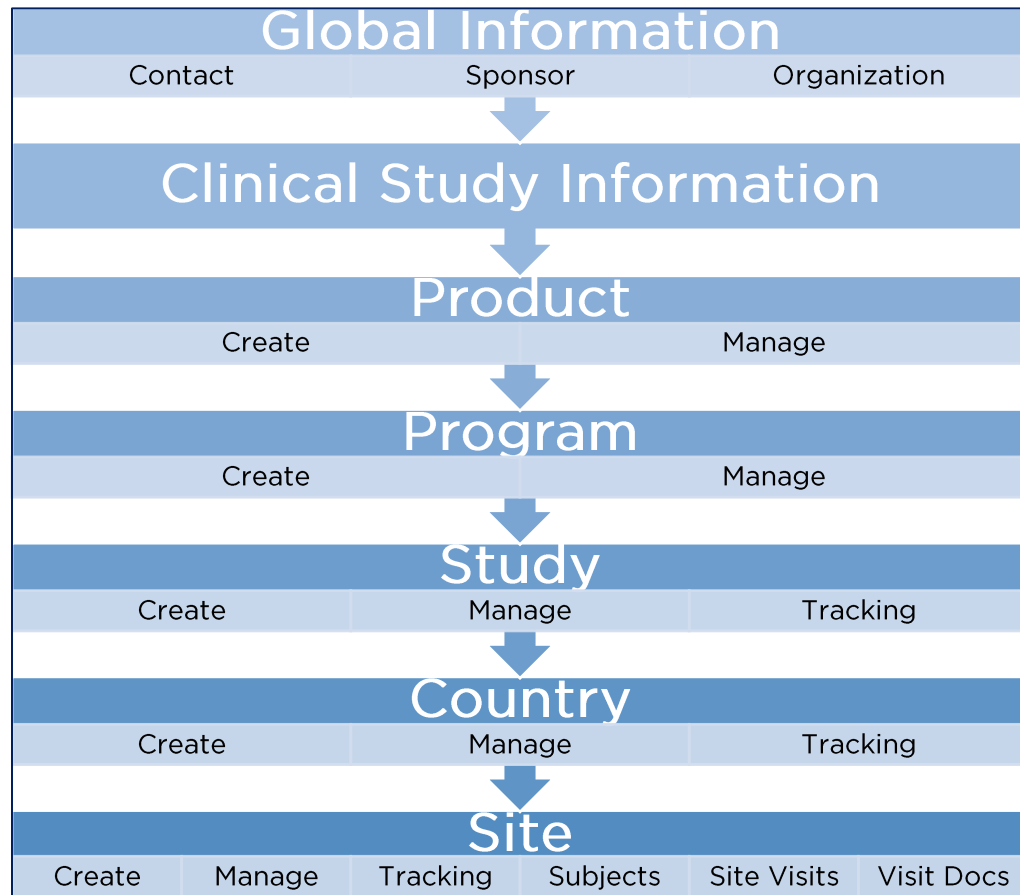 Global Information
Contact Sponsor Organization
Clinical Study Information
Product
Create Manage
Program
Create Manage
Study
Create Manage Tracking
Country
Create Manage Tracking
Site
Create Manage Tracking Subjects Site Visits Visit Docs